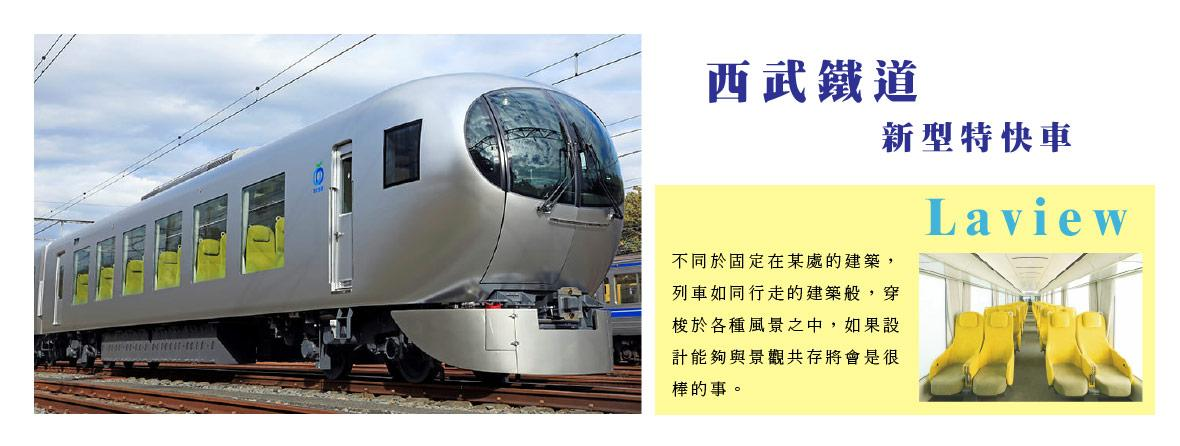 西武鐵道
新型特快車
Laview
不同於固定在某處的建築，
列車如同行走的建築般，穿
梭於各種風景之中，如果設
計能夠與景觀共存將會是很
棒的事。